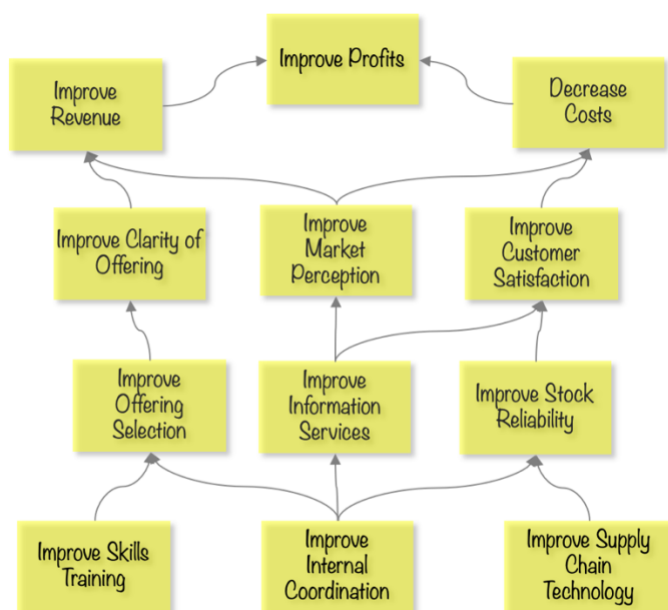 Improve Profits
Improve
Revenue
Decrease
Costs
Improve Clarity of
Offering
Improve
Market
Perception
Improve
Customer
Satisfaction
Improve
Offering
Selection
Improve
Information
Services
Improve Stock
Reliability
Improve Skills
Training
Improve
Internal
Coordination
Improve Supply
Chain
Technology